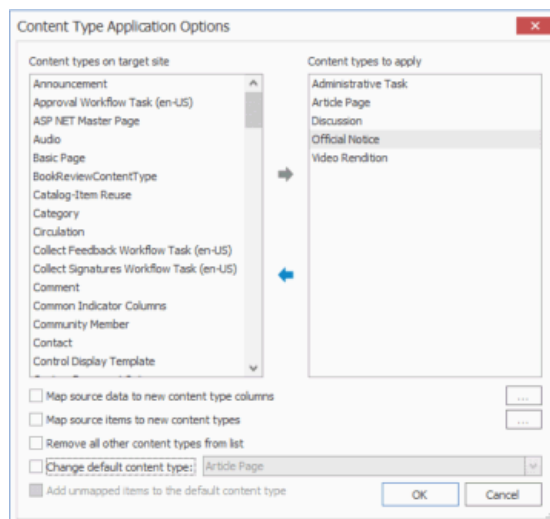 Content Type Application Options
Content types on target site
Announcement
Approval Workflow Task (en-US)
ASP NET Master Page
Audio
Basic Page
BookReviewContentType
Catalog-Item Reuse
Category
Circulation
Collect Feedback Workflow Task (en-US)
Collect Signatures Workflow Task (en-US)
Comment
Common Indicator Columns
Community Member
Contact
Control Display Template
Content types to apply
Administrative Task
Article Page
Discussion
Official Notice
Video Rendition
Map source data to new content type columns
...
Map source items to new content types
...
Remove all other content types from list
Change default content type: Article Page
Add unmapped items to the default content type
OK Cancel